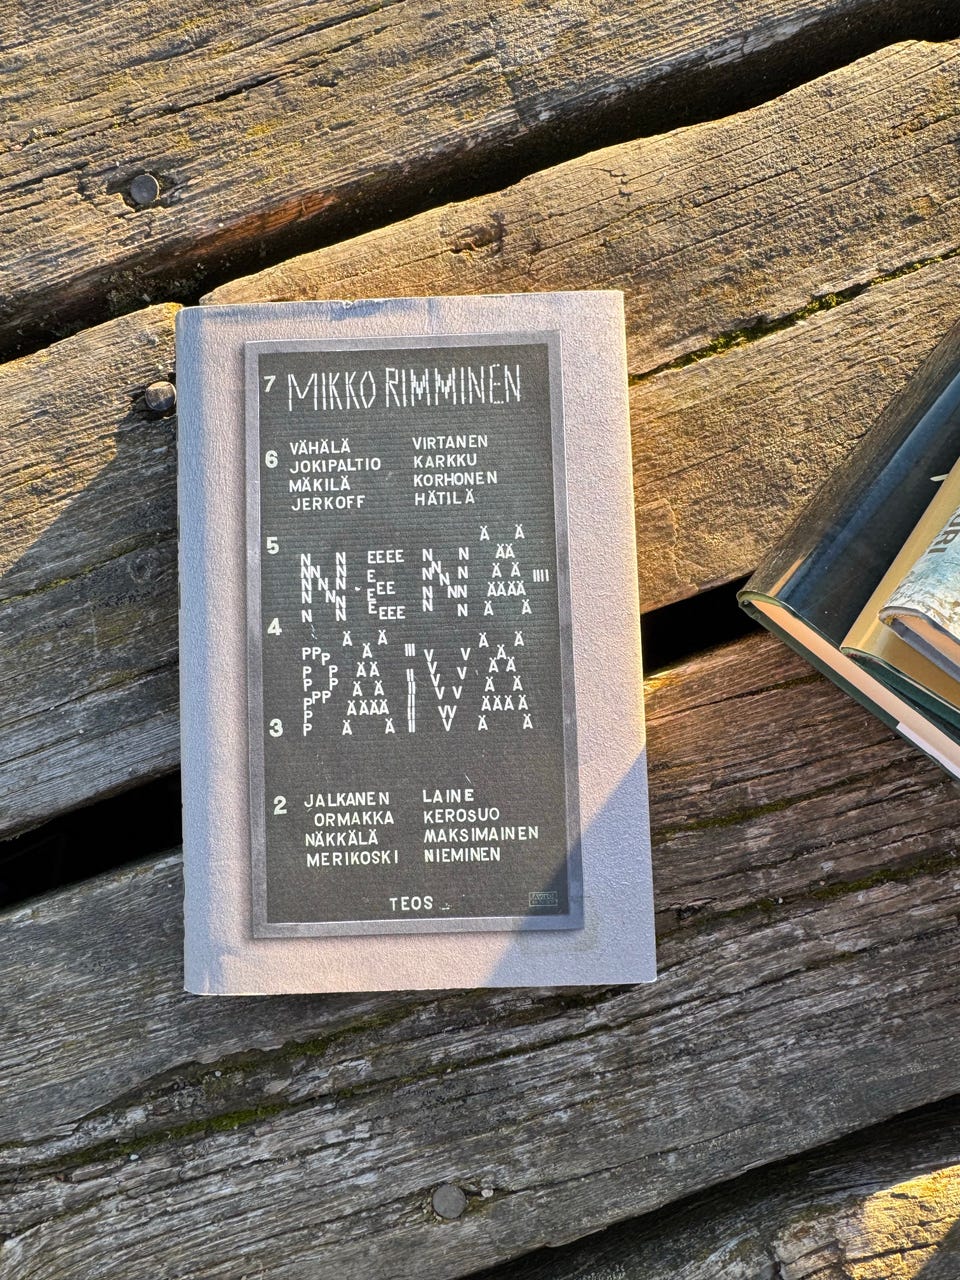 7 MIKKO RIMMINEN
6 VÄHÄLÄ VIRTANEN
JOKIPALTIO KARKKU
MÄKILÄ KORHONEN
JERKOFF HÄTILÄ
5
NENÄ-
4
PÄIVÄ
3
2 JALKANEN LAINE
ORMAKKA KEROSUO
NÄKKÄLÄ MAKSIMAINEN
MERIKOSKI NIEMINEN
TEOS